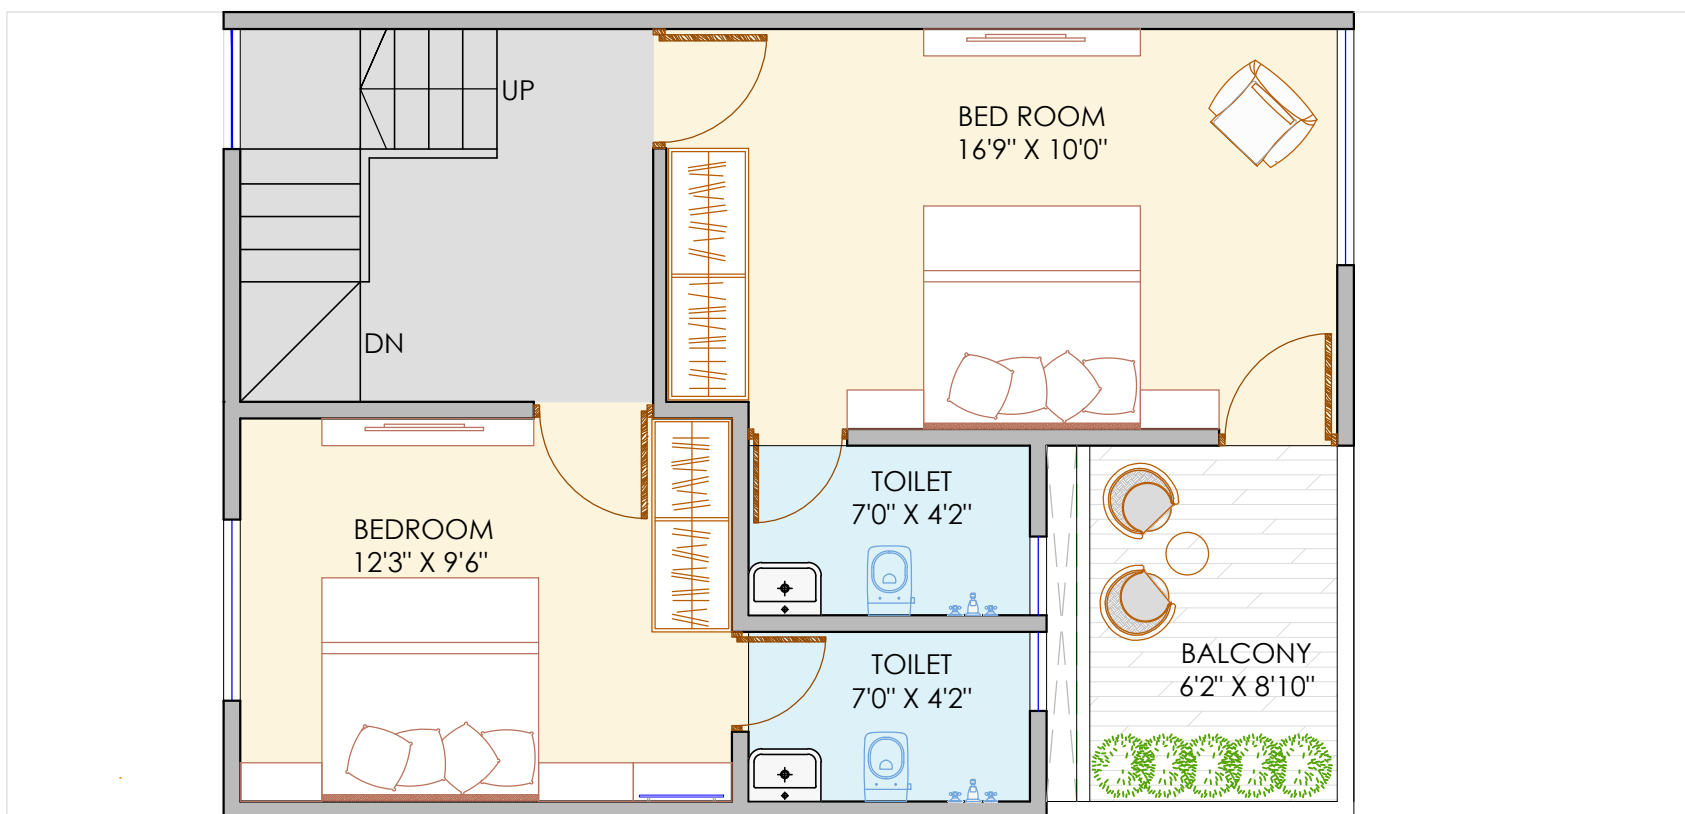 UP
BED ROOM
16'9" X 10'0"
DN
TOILET
7'0" X 4'2"
BEDROOM
12'3" X 9'6"
BALCONY
6'2" X 8'10"
TOILET
7'0" X 4'2"